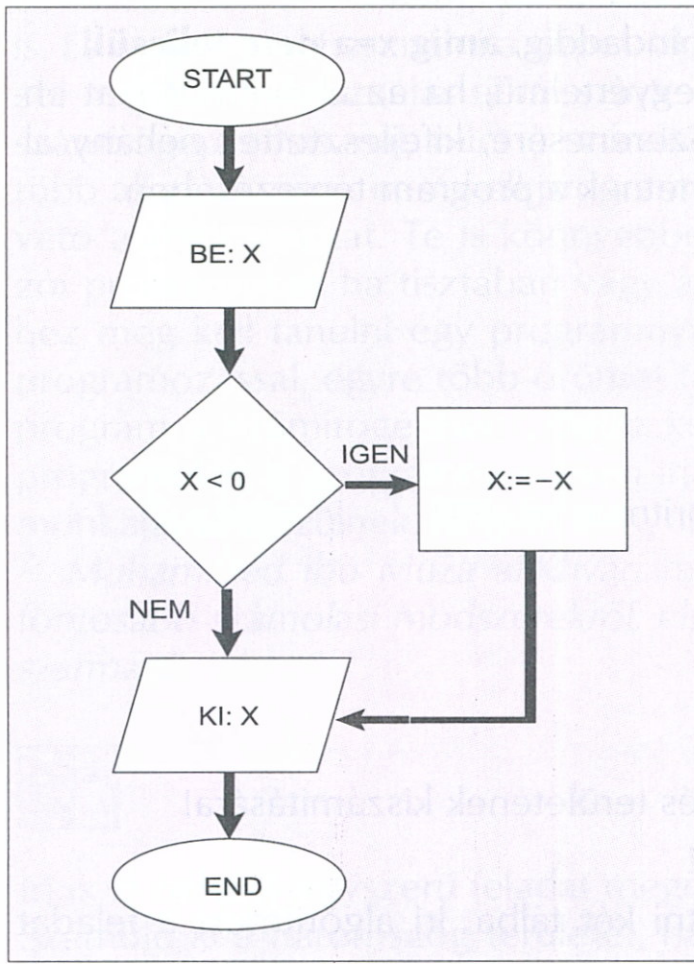 START
BE: X
X < 0
IGEN
X:= –X
NEM
KI: X
END